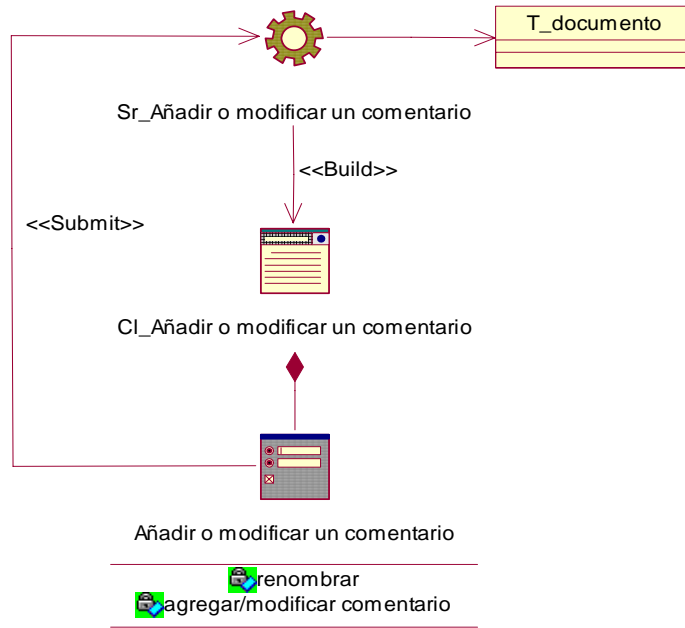 T_documento
Sr_Añadir o modificar un comentario
<<Build>>
<<Submit>>
Cl_Añadir o modificar un comentario
Añadir o modificar un comentario
renombrar
agregar/modificar comentario